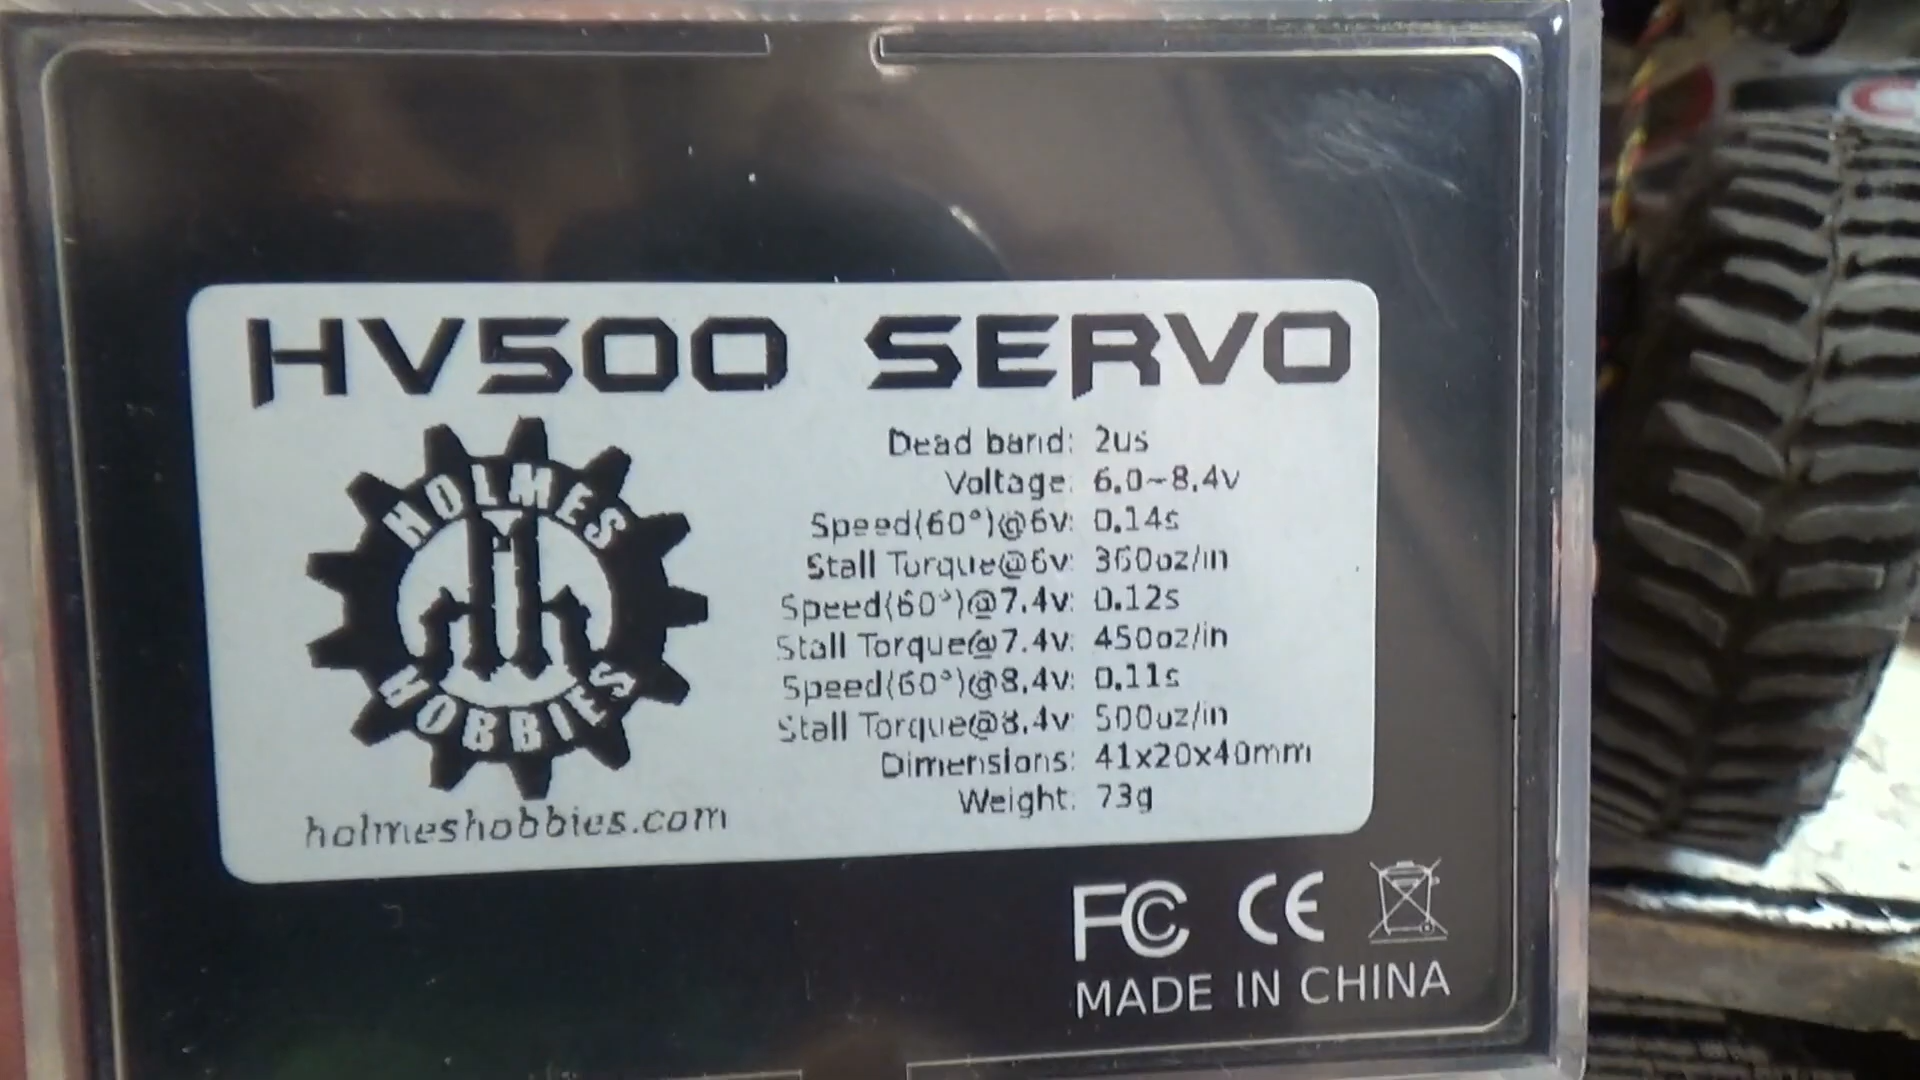 HV500 SERVO
HOLMES
HOBBIES
holmeshobbies.com
Dead band: 2us
Voltage: 6.0~8.4v
Speed(60°)@6v: 0.14s
Stall Torque@6v: 360oz/in
Speed(60°)@7.4v: 0.12s
Stall Torque@7.4v: 450oz/in
Speed(60°)@8.4v: 0.11s
Stall Torque@8.4v: 500oz/in
Dimensions: 41x20x40mm
Weight: 73g
FC CE
MADE IN CHINA